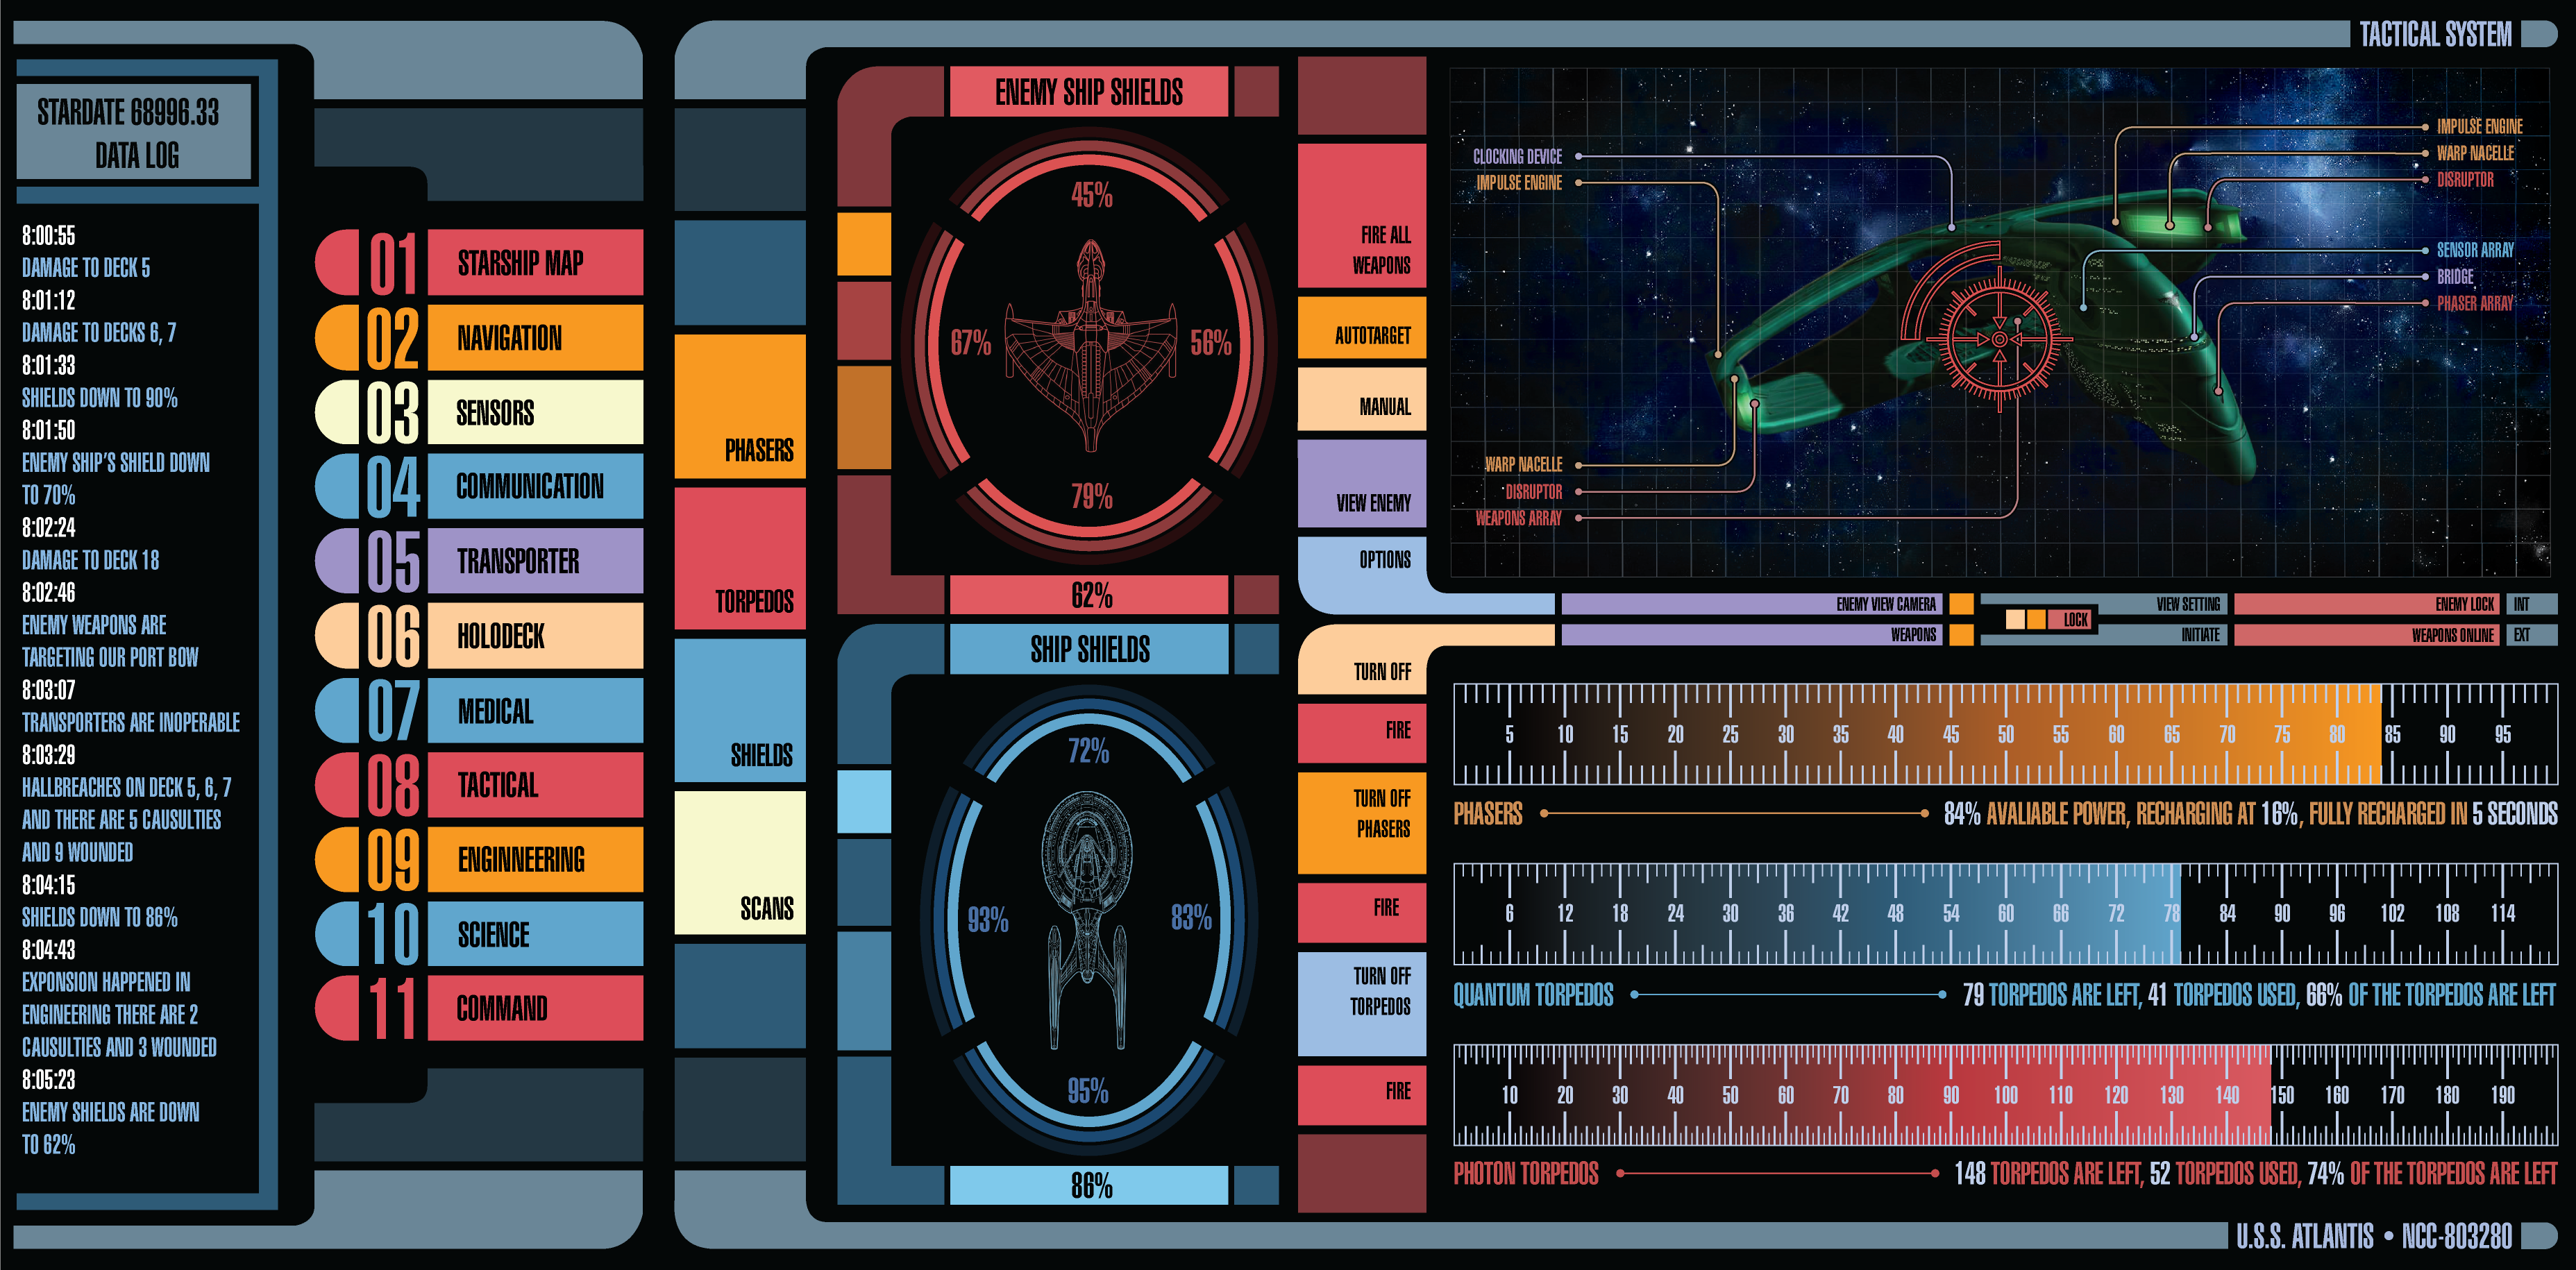 TACTICAL SYSTEM
STARDATE 68996.33
DATA LOG
8:00:55
DAMAGE TO DECK 5
8:01:12
DAMAGE TO DECKS 6, 7
8:01:33
SHIELDS DOWN TO 90%
8:01:50
ENEMY SHIP'S SHIELD DOWN
TO 70%
8:02:24
DAMAGE TO DECK 18
8:02:46
ENEMY WEAPONS ARE
TARGETING OUR PORT BOW
8:03:07
TRANSPORTERS ARE INOPERABLE
8:03:29
HALLBREACHES ON DECK 5, 6, 7
AND THERE ARE 5 CAUSULTIES
AND 9 WOUNDED
8:04:15
SHIELDS DOWN TO 86%
8:04:43
EXPONSION HAPPENED IN
ENGINEERING THERE ARE 2
CAUSULTIES AND 3 WOUNDED
8:05:23
ENEMY SHIELDS ARE DOWN
TO 62%
01 STARSHIP MAP
02 NAVIGATION
03 SENSORS
04 COMMUNICATION
05 TRANSPORTER
06 HOLODECK
07 MEDICAL
08 TACTICAL
09 ENGINNEERING
10 SCIENCE
11 COMMAND
PHASERS
TORPEDOS
SHIELDS
SCANS
ENEMY SHIP SHIELDS
45%
67% 56%
79%
62%
SHIP SHIELDS
72%
93% 83%
95%
86%
FIRE ALL
WEAPONS
AUTOTARGET
MANUAL
VIEW ENEMY
OPTIONS
TURN OFF
FIRE
TURN OFF
PHASERS
FIRE
TURN OFF
TORPEDOS
FIRE
CLOCKING DEVICE
IMPULSE ENGINE
WARP NACELLE
DISRUPTOR
WEAPONS ARRAY
IMPULSE ENGINE
WARP NACELLE
DISRUPTOR
SENSOR ARRAY
BRIDGE
PHASER ARRAY
ENEMY VIEW CAMERA VIEW SETTING ENEMY LOCK INT
LOCK
WEAPONS INITIATE WEAPONS ONLINE EXT
5 10 15 20 25 30 35 40 45 50 55 60 65 70 75 80 85 90 95
PHASERS 84% AVALIABLE POWER, RECHARGING AT 16%, FULLY RECHARGED IN 5 SECONDS
6 12 18 24 30 36 42 48 54 60 66 72 78 84 90 96 102 108 114
QUANTUM TORPEDOS 79 TORPEDOS ARE LEFT, 41 TORPEDOS USED, 66% OF THE TORPEDOS ARE LEFT
10 20 30 40 50 60 70 80 90 100 110 120 130 140 150 160 170 180 190
PHOTON TORPEDOS 148 TORPEDOS ARE LEFT, 52 TORPEDOS USED, 74% OF THE TORPEDOS ARE LEFT
U.S.S. ATLANTIS • NCC-803280